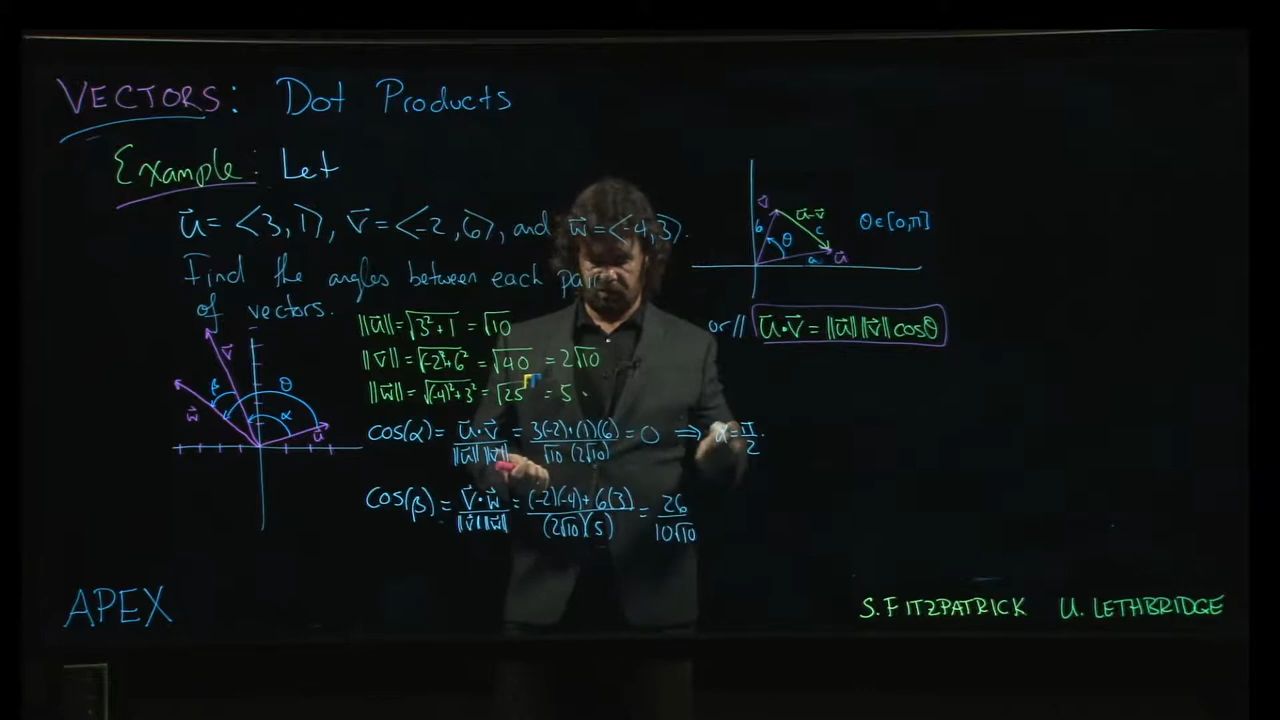 VECTORS: Dot Products
Example: Let
u⃗ = <3,1>, v⃗ = <-2,6>, and w⃗ = <-4,3>.
Find the angles between each pair
of vectors.
||u⃗|| = √3²+1 = √10
||v⃗|| = √(-2)²+6² = √40 = 2√10
||w⃗|| = √(-4)²+3² = √25 = 5.
cos(α) = u⃗·v⃗/||u⃗|| ||v⃗|| = 3(-2)+(1)(6)/√10 (2√10) = 0 ⇒ α = π/2.
cos(β) = v⃗·w⃗/||v⃗|| ||w⃗|| = (-2)(-4)+6(3)/(2√10)(5) = 26/10√10
v⃗
β
θ
w⃗
α
u⃗
v⃗
u⃗-v⃗
b
c
θ
a
u⃗
θ∈[0,π]
or// u⃗·v⃗ = ||u⃗|| ||v⃗|| cosθ
APEX
S. FITZPATRICK U. LETHBRIDGE